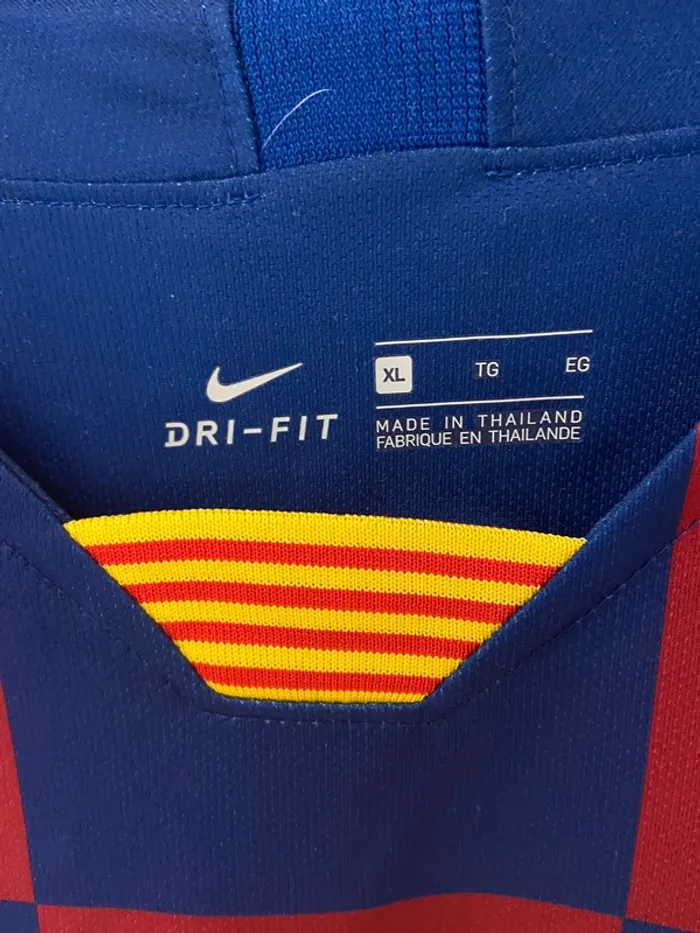 DRI-FIT
XL TG EG
MADE IN THAILAND
FABRIQUE EN THAILANDE